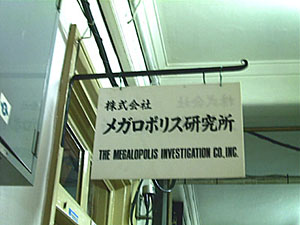 株式会社
メガロポリス研究所
THE MEGALOPOLIS INVESTIGATION CO., INC.